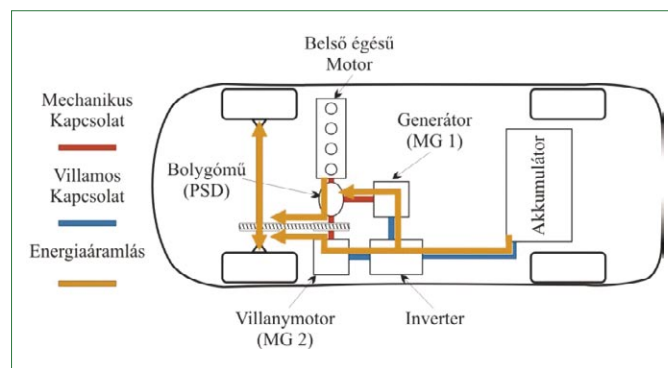 Belső égésű
Motor
Mechanikus
Kapcsolat
Villamos
Kapcsolat
Energiaáramlás
Bolygómű
(PSD)
Generátor
(MG 1)
Akkumulátor
Villanymotor
(MG 2)
Inverter